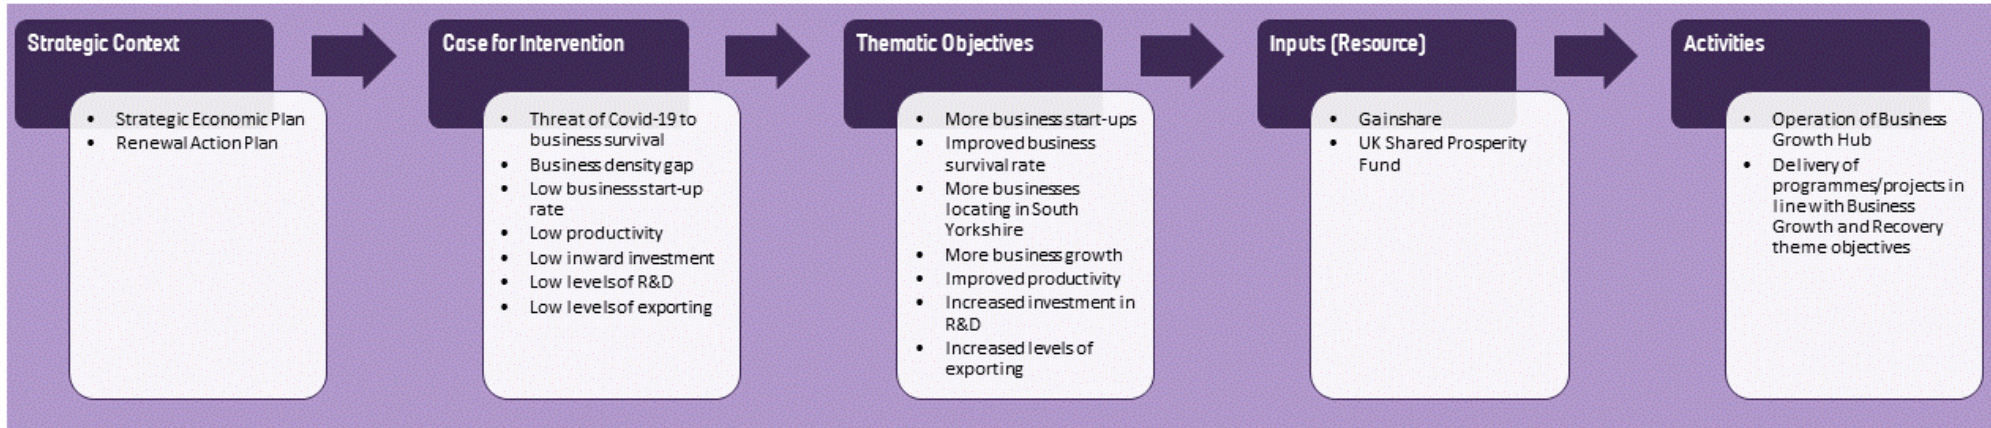 Strategic Context
• Strategic Economic Plan
• Renewal Action Plan
Case for Intervention
• Threat of Covid-19 to
business survival
• Business density gap
• Low business start-up
rate
• Low productivity
• Low inward investment
• Low levels of R&D
• Low levels of exporting
Thematic Objectives
• More business start-ups
• Improved business
survival rate
• More businesses
locating in South
Yorkshire
• More business growth
• Improved productivity
• Increased investment in
R&D
• Increased levels of
exporting
Inputs (Resource)
• Gainshare
• UK Shared Prosperity
Fund
Activities
• Operation of Business
Growth Hub
• Delivery of
programmes/projects in
line with Business
Growth and Recovery
theme objectives